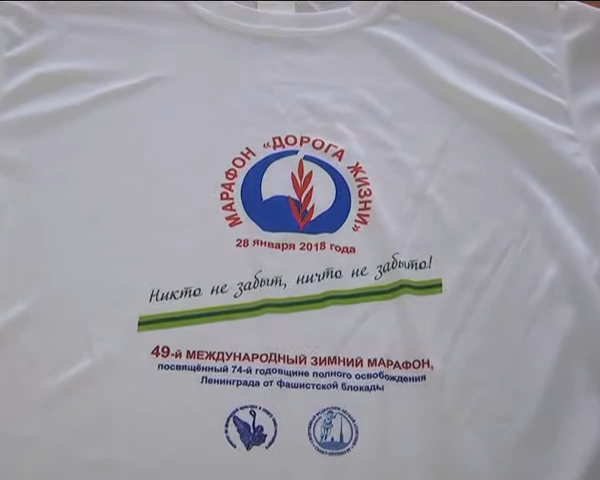 МАРАФОН «ДОРОГА ЖИЗНИ»
28 января 2018 года
Никто не забыт, ничто не забыто!
49-й МЕЖДУНАРОДНЫЙ ЗИМНИЙ МАРАФОН,
посвящённый 74-й годовщине полного освобождения
Ленинграда от фашистской блокады